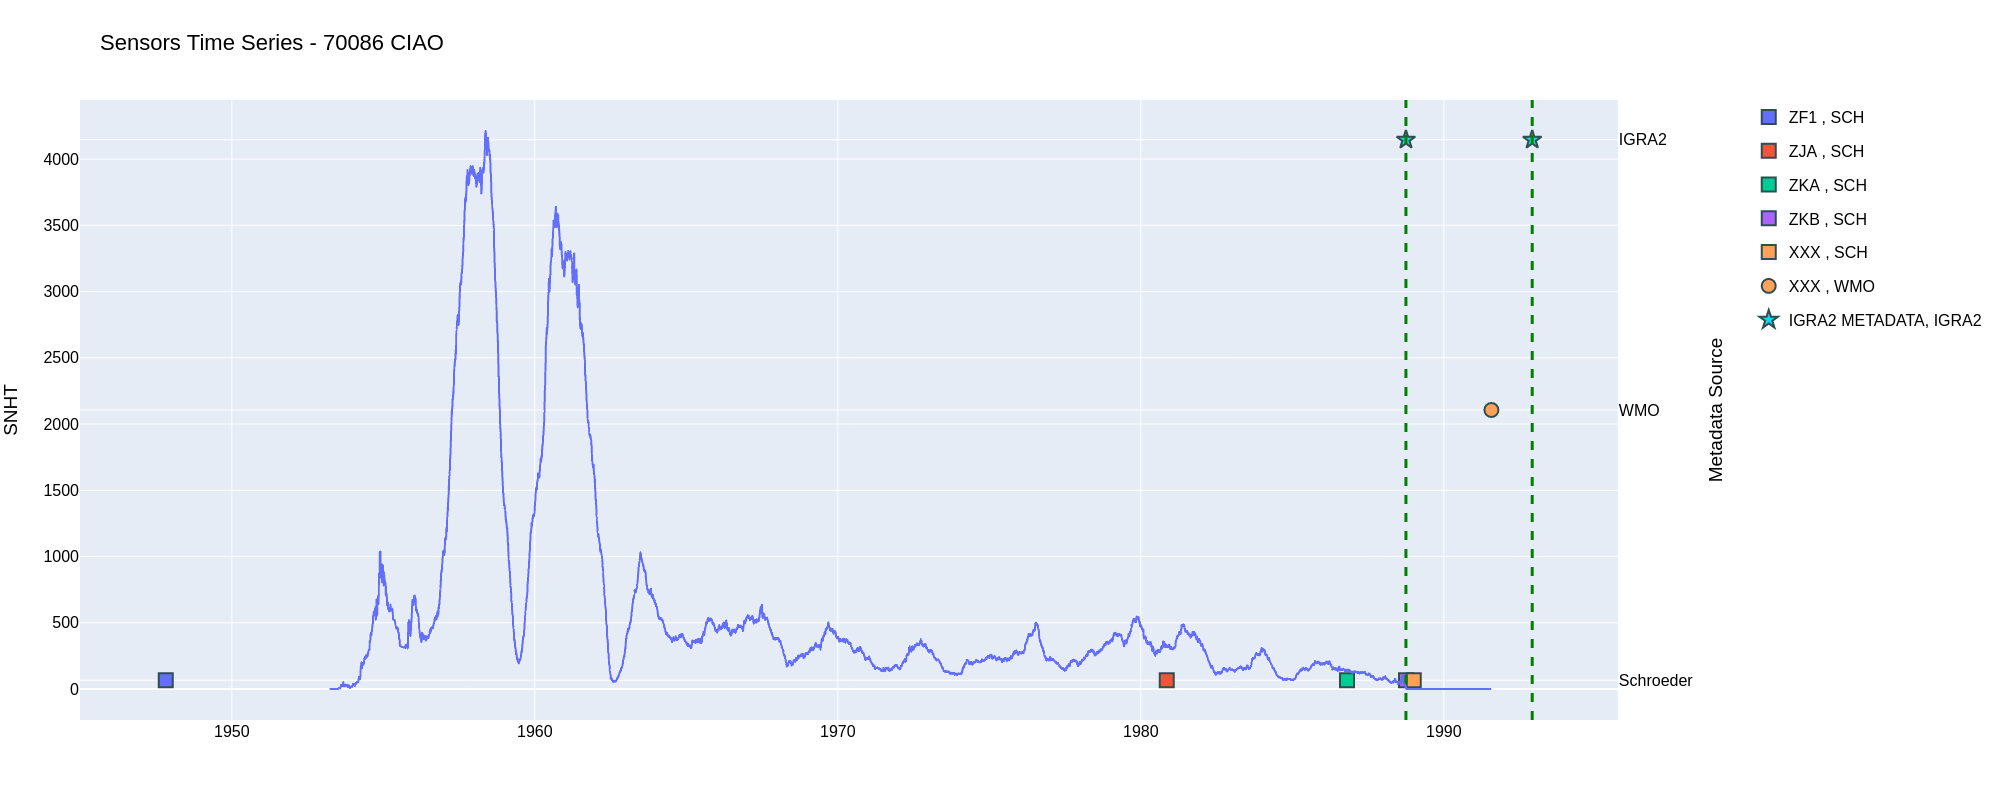 Sensors Time Series - 70086 CIAO
SNHT
4000
3500
3000
2500
2000
1500
1000
500
0
1950
1960
1970
1980
1990
IGRA2
WMO
Schroeder
Metadata Source
ZF1 , SCH
ZJA , SCH
ZKA , SCH
ZKB , SCH
XXX , SCH
XXX , WMO
IGRA2 METADATA, IGRA2